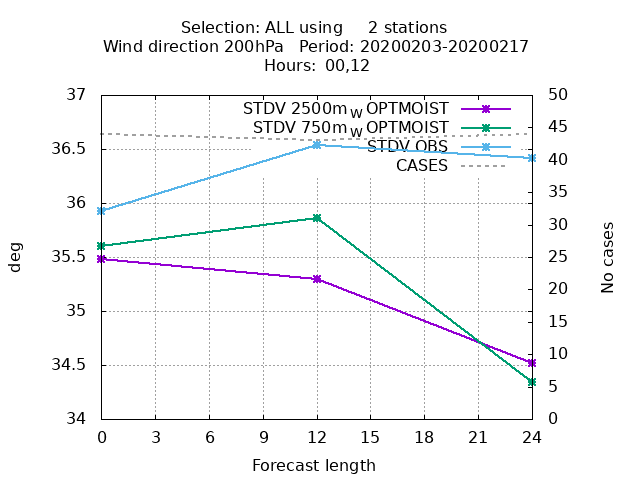 Selection: ALL using 2 stations
Wind direction 200hPa Period: 20200203-20200217
Hours: 00,12
37
50
STDV 2500m_W OPTMOIST
STDV 750m_W OPTMOIST
STDV OBS
CASES
45
36.5
40
35
36
30
35.5
25
deg
No cases
20
35
15
34.5
10
5
34
0
0 3 6 9 12 15 18 21 24
Forecast length